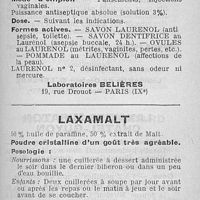 vaginales.
Puissance antiseptique absolue (solution 3%).
Dose. — Suivant les indications.
Formes actives. — SAVON LAURENOL (anti
sepsie, toilette). — SAVON DENTIFRICE au
Laurenol (asepsie buccale, 24 h.). — OVULES
au LAURENOL (métrites, vaginites, pertes, etc.).
— POMMADE au LAURENOL (affections de
la peau)
LAURENOL n° 2, désinfectant, sans odeur ni
mercure.
Laboratoires BELIÈRES
19, rue Drouot — PARIS (IXe)
LAXAMALT
50 % huile de paraffine, 50 % extrait de Malt
Poudre cristalline d'un goût très agréable.
Posologie :
Nourrissons : une cuillerée à dessert administrée
le soir dans le dernier biberon ou dans un peu
d'eau bouillie.
Enfants : Deux cuillerées à soupe par jour avant
ou après les repas ou le matin à jeun et le soir
avant de se coucher.